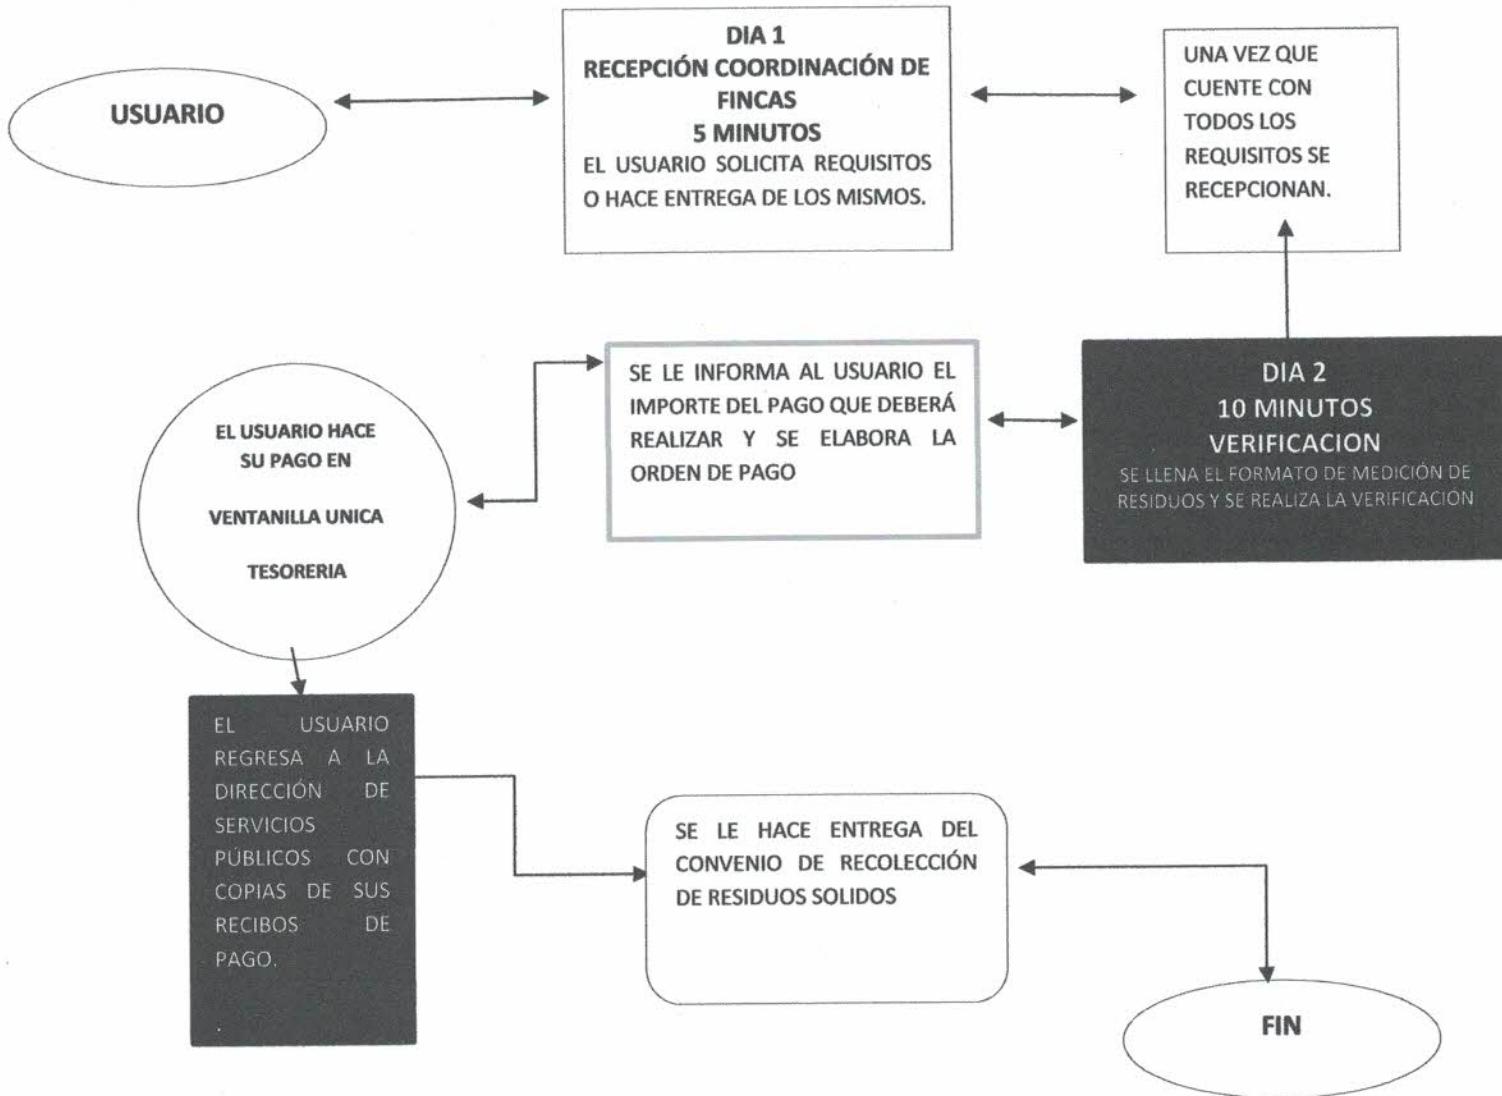 USUARIO
DIA 1
RECEPCIÓN COORDINACIÓN DE
FINCAS
5 MINUTOS
EL USUARIO SOLICITA REQUISITOS
O HACE ENTREGA DE LOS MISMOS.
UNA VEZ QUE
CUENTE CON
TODOS LOS
REQUISITOS SE
RECEPCIONAN.
DIA 2
10 MINUTOS
VERIFICACION
SE LLENA EL FORMATO DE MEDICIÓN DE
RESIDUOS Y SE REALIZA LA VERIFICACIÓN
SE LE INFORMA AL USUARIO EL
IMPORTE DEL PAGO QUE DEBERÁ
REALIZAR Y SE ELABORA LA
ORDEN DE PAGO
EL USUARIO HACE
SU PAGO EN
VENTANILLA UNICA
TESORERIA
EL USUARIO
REGRESA A LA
DIRECCIÓN DE
SERVICIOS
PÚBLICOS CON
COPIAS DE SUS
RECIBOS DE
PAGO.
SE LE HACE ENTREGA DEL
CONVENIO DE RECOLECCIÓN
DE RESIDUOS SOLIDOS
FIN